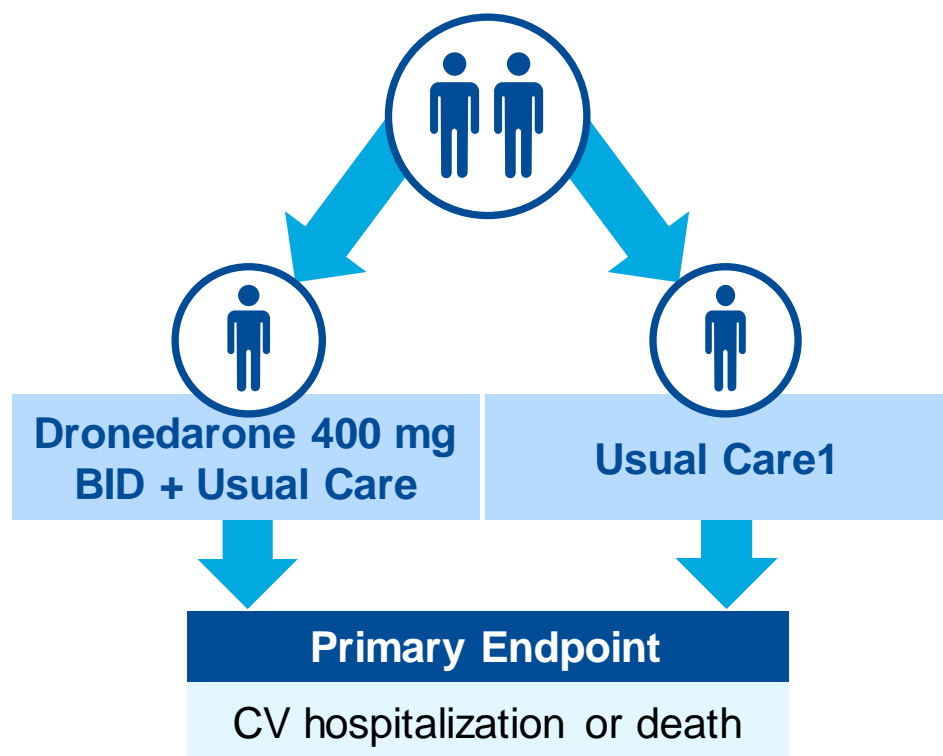 Dronedarone 400 mg
BID + Usual Care
Usual Care1
Primary Endpoint
CV hospitalization or death